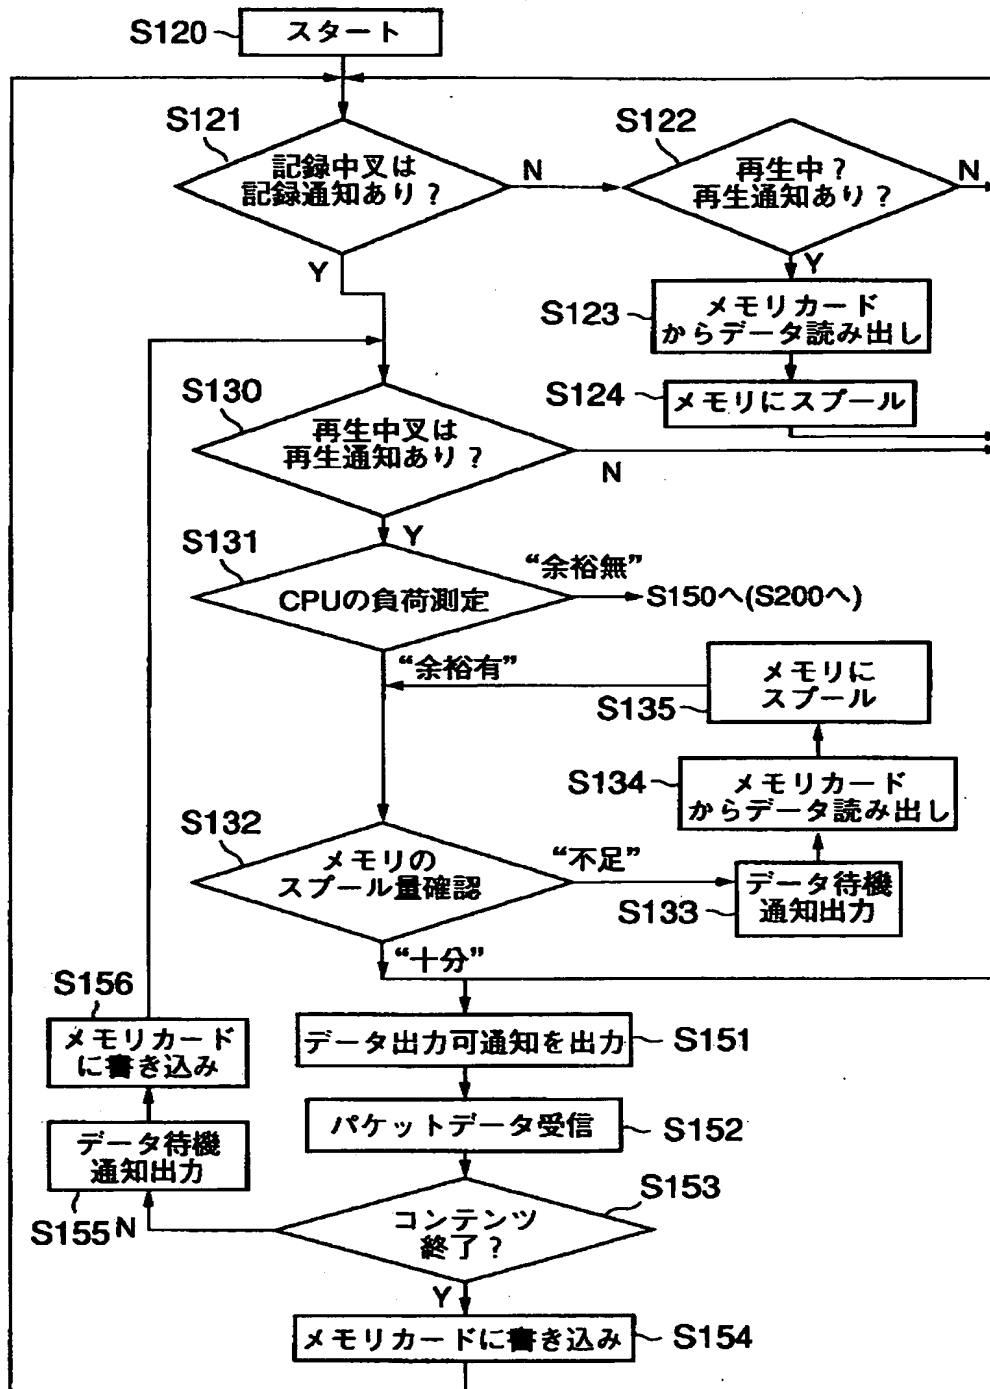 S120
スタート
S121
記録中又は
記録通知あり？
N
Y
S122
再生中？
再生通知あり？
N
Y
S123
メモリカード
からデータ読み出し
S124
メモリにスプール
S130
再生中又は
再生通知あり？
N
Y
S131
CPUの負荷測定
“余裕無”
S150へ(S200へ)
“余裕有”
メモリに
スプール
S135
S134
メモリカード
からデータ読み出し
S132
メモリの
スプール量確認
“不足”
データ待機
通知出力
S133
“十分”
S156
メモリカード
に書き込み
データ出力可通知を出力
S151
パケットデータ受信
S152
データ待機
通知出力
S155
N
S153
コンテンツ
終了？
Y
メモリカードに書き込み
S154